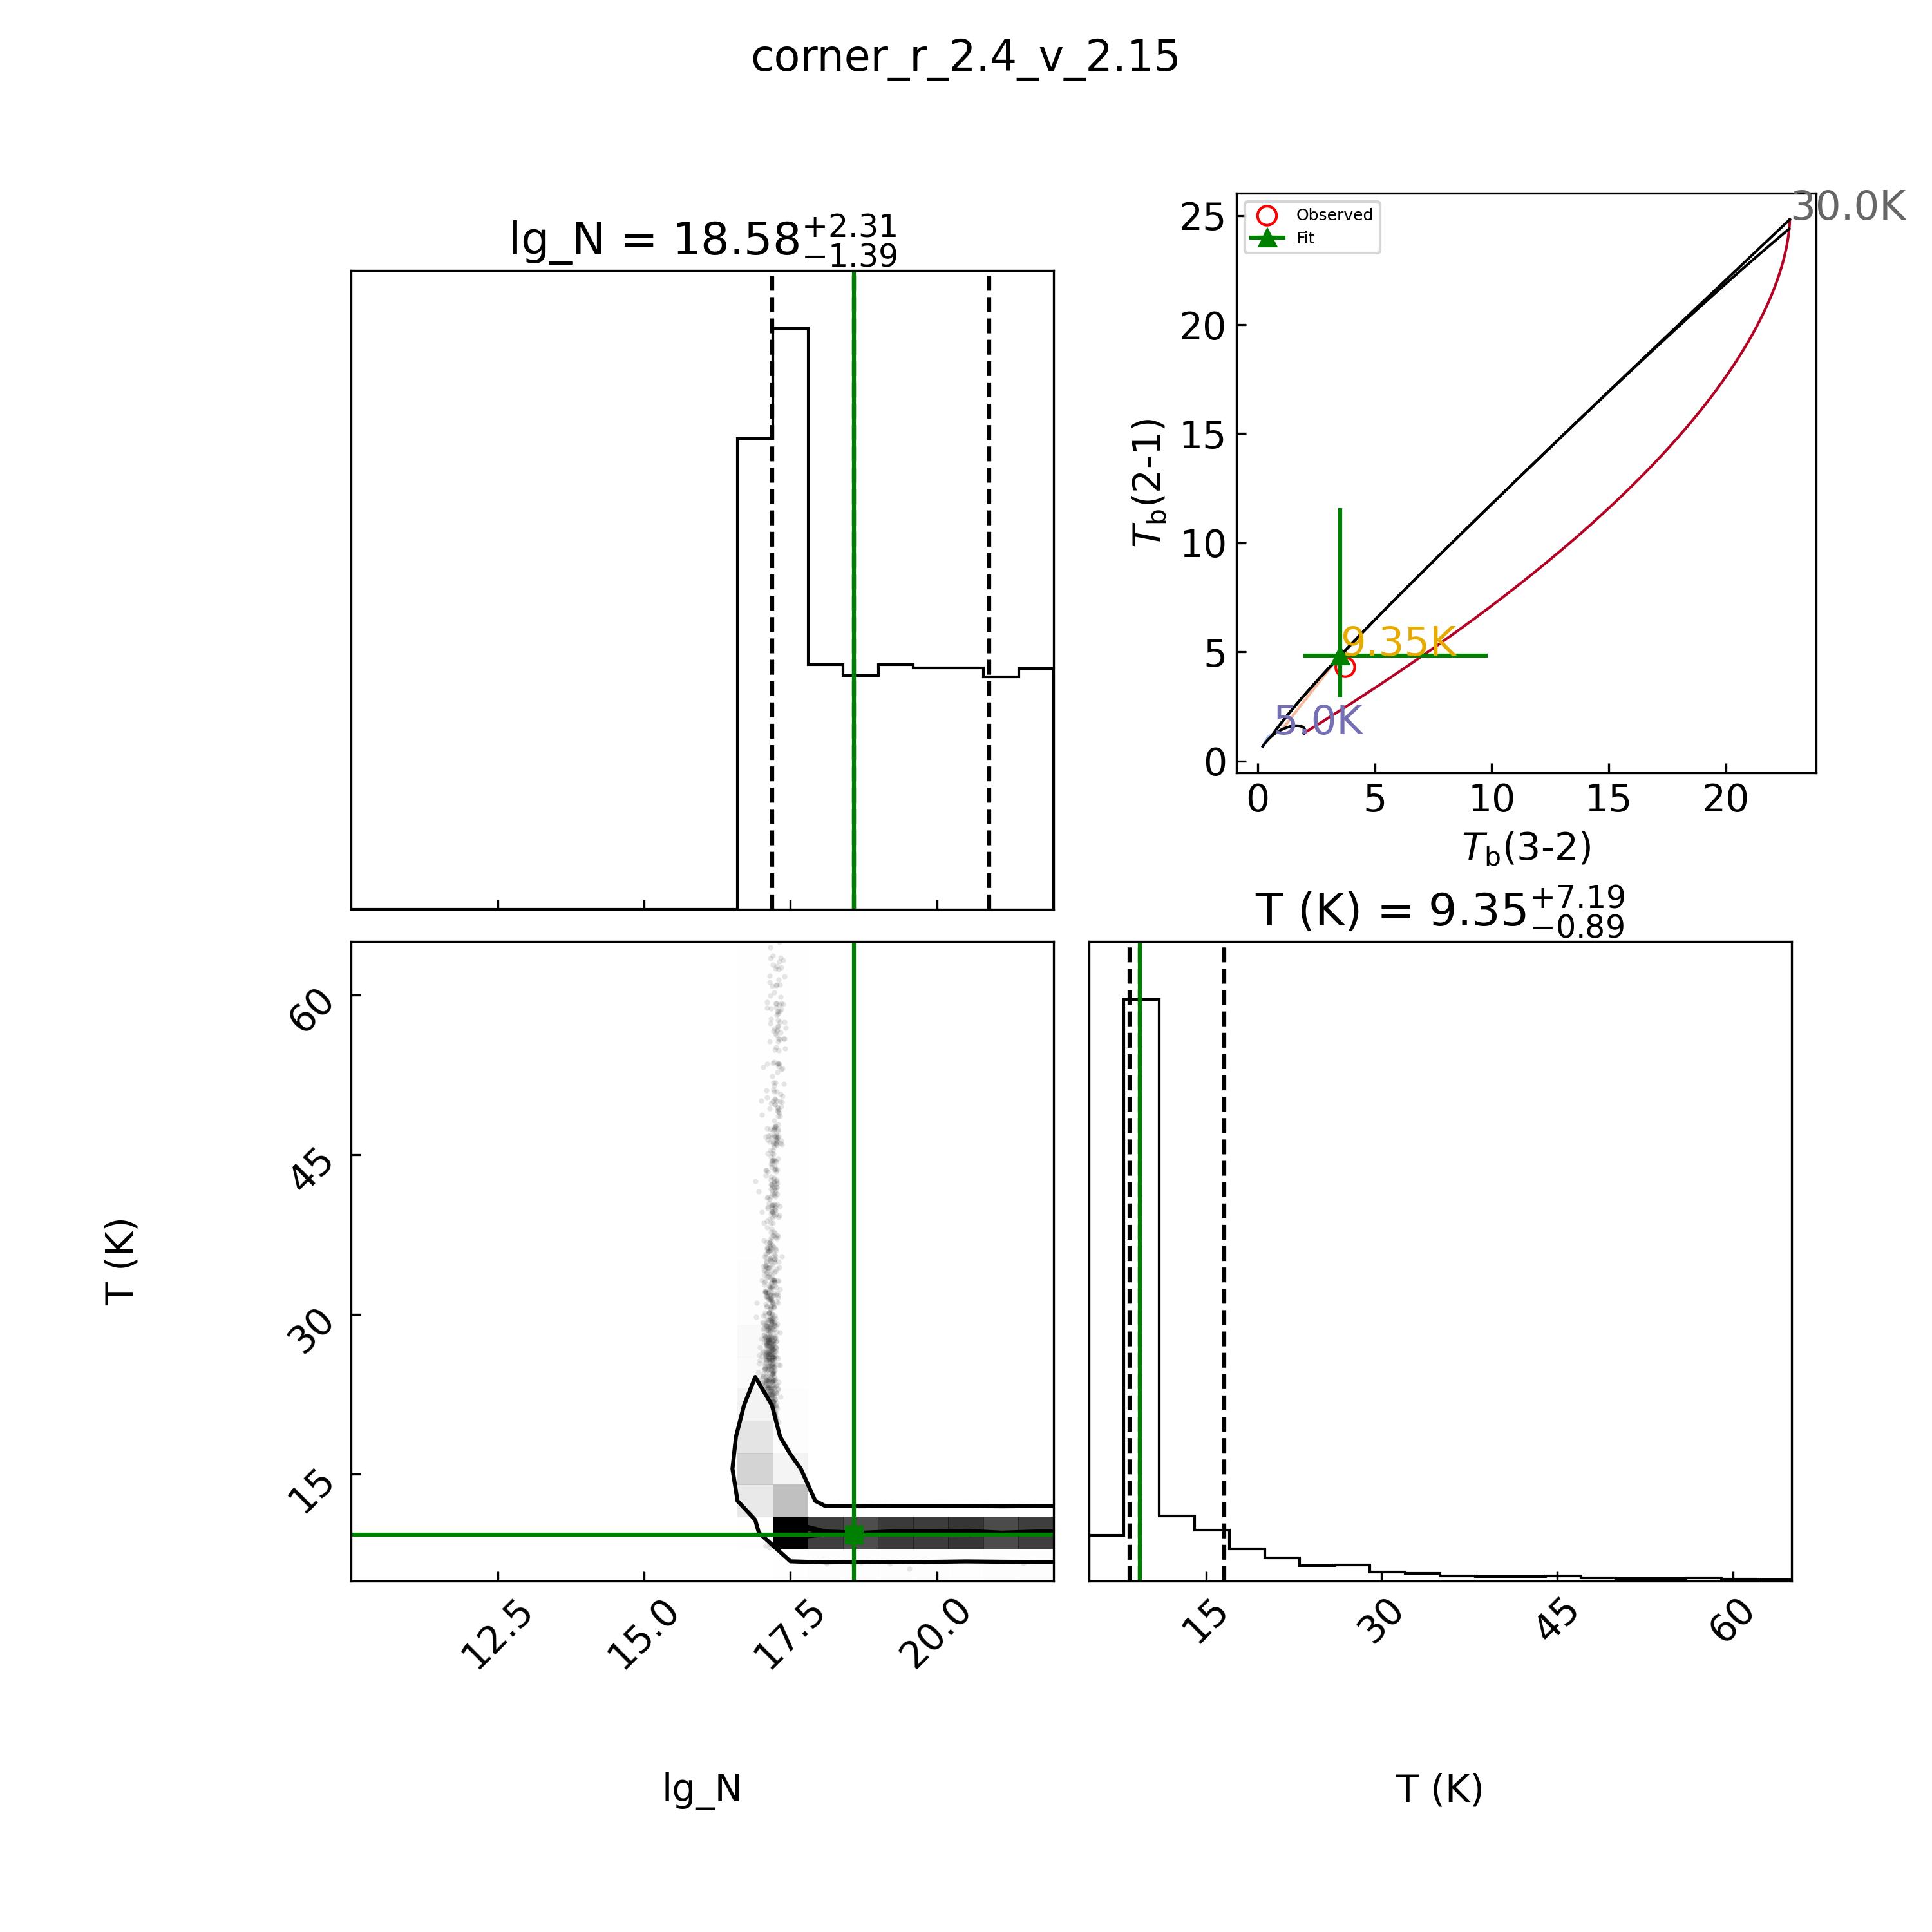 corner_r_2.4_v_2.15
lg_N = 18.58+2.31 −1.39
30.0K
Observed
Fit
25
20
15
10
5
0
T_b(2-1)
9.35K
5.0K
0 5 10 15 20
T_b(3-2)
T (K) = 9.35+7.19 −0.89
60
45
30
15
T (K)
12.5 15.0 17.5 20.0
lg_N
15 30 45 60
T (K)